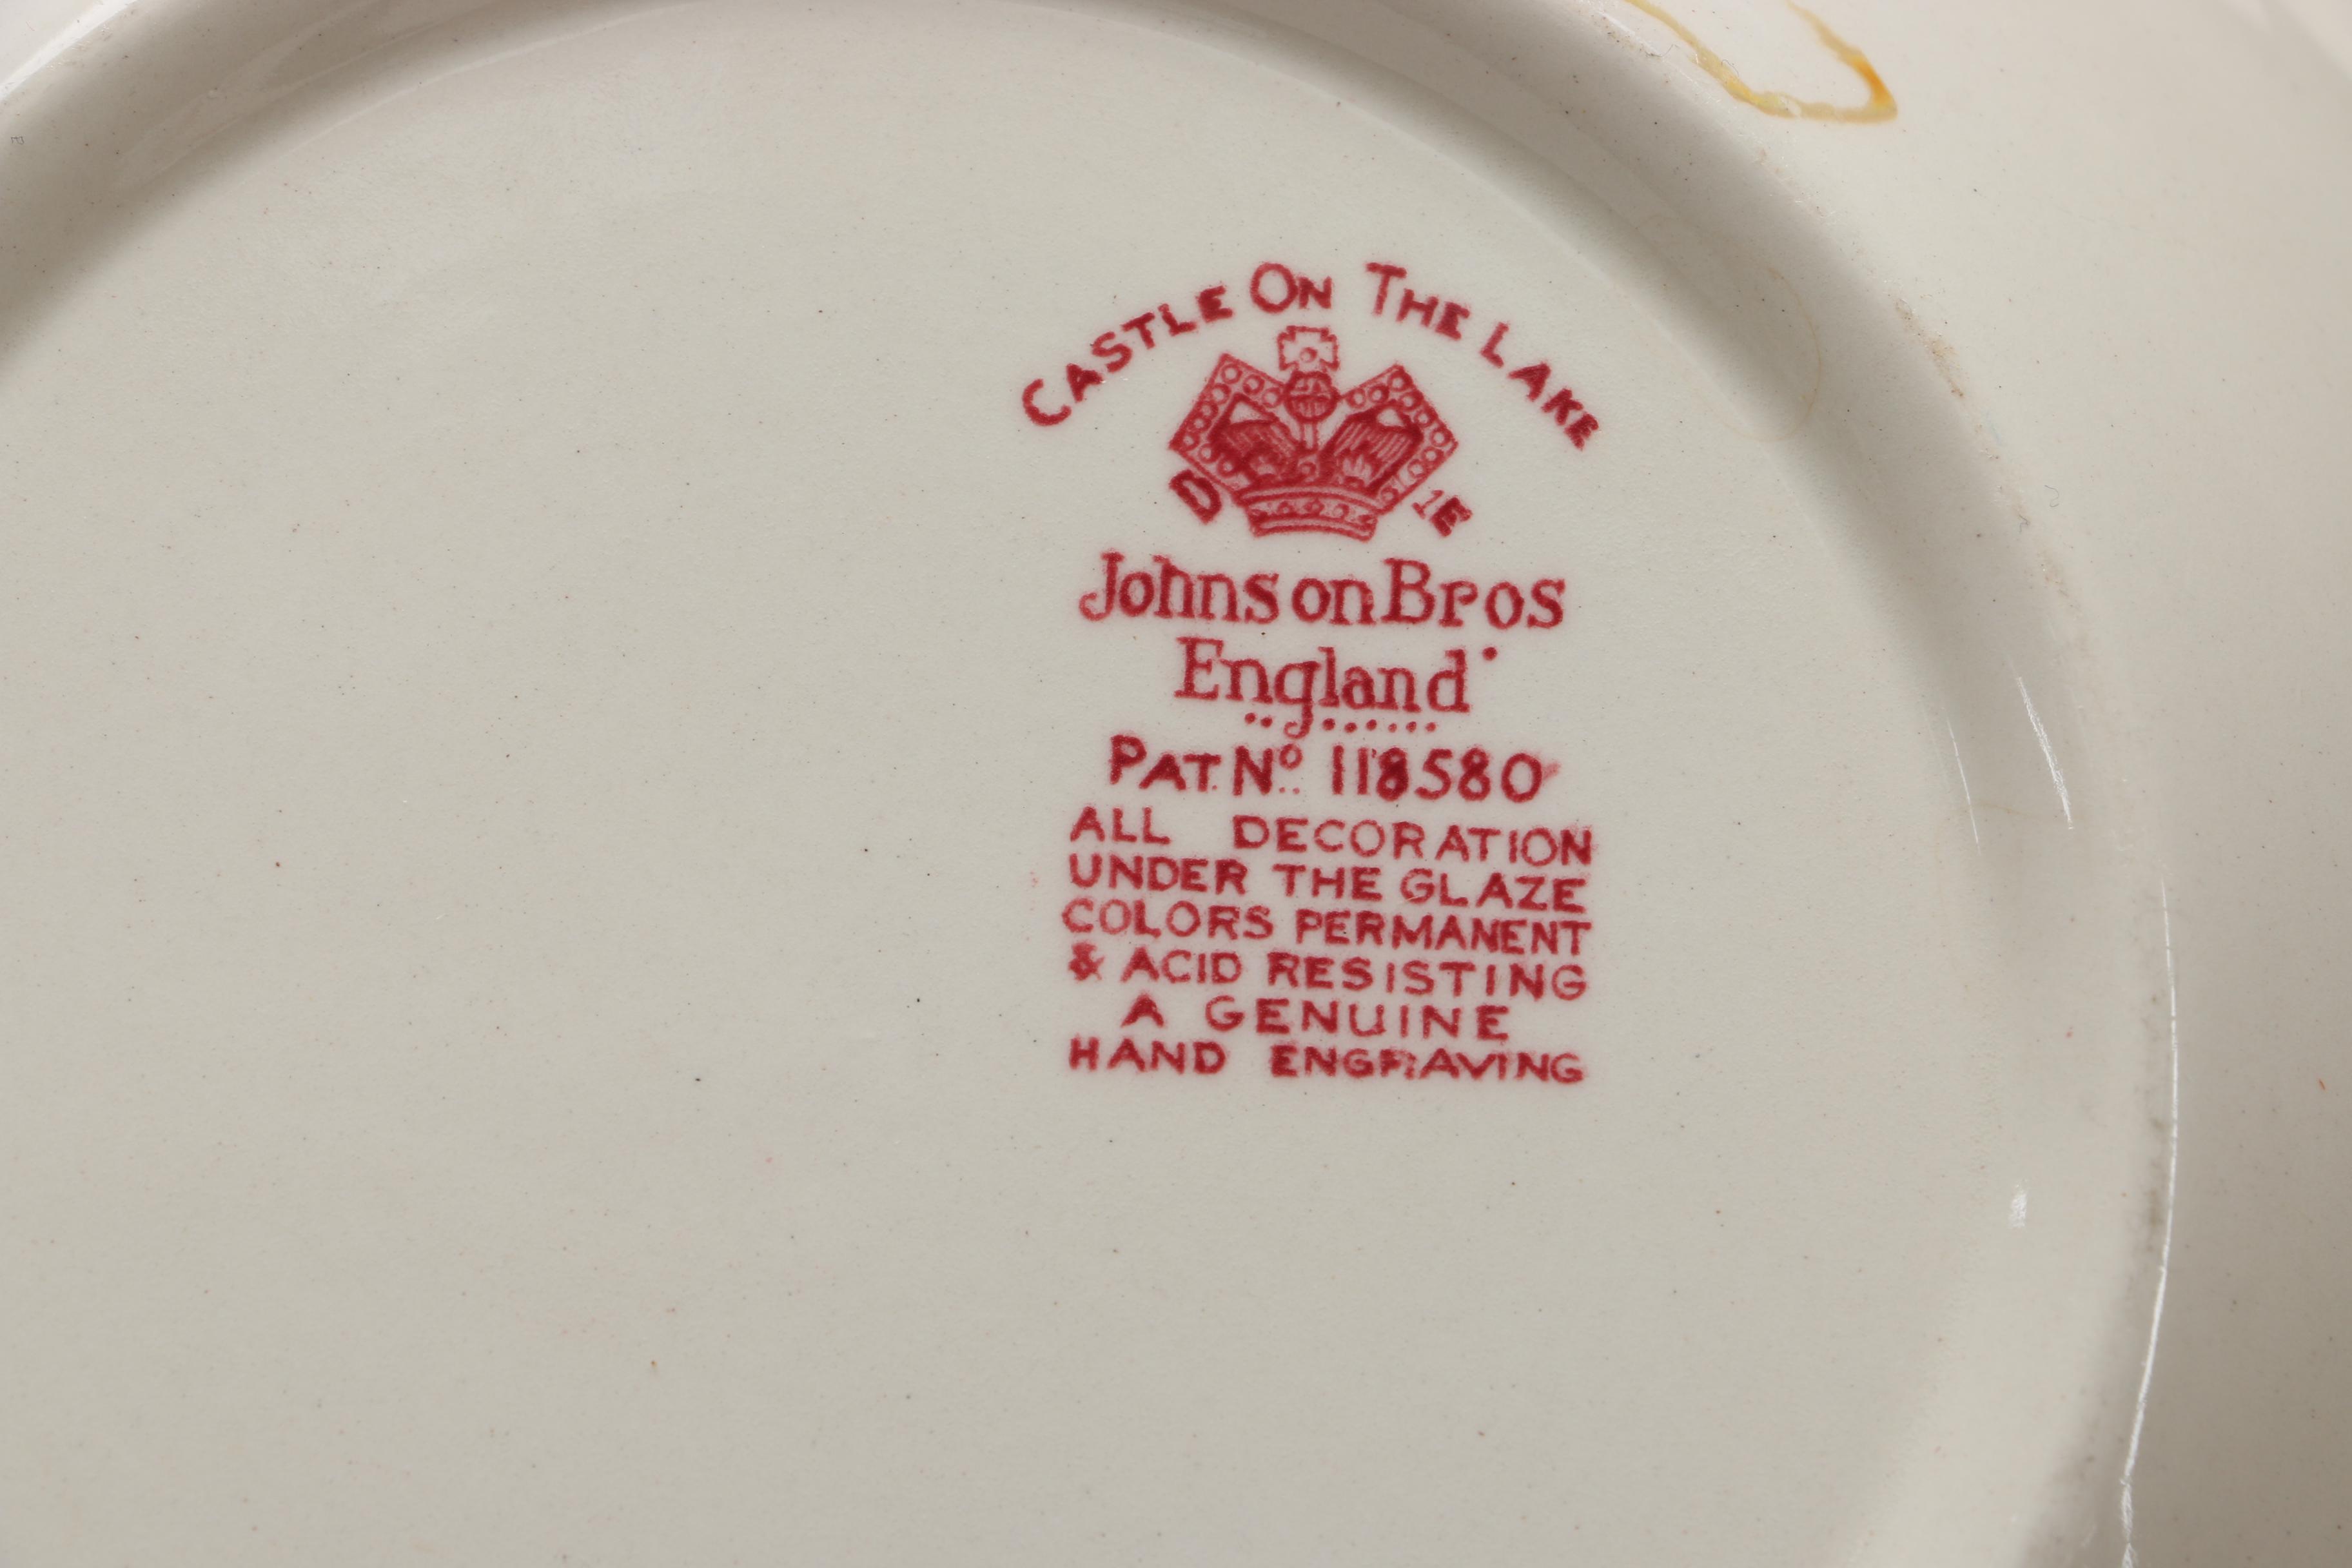 CASTLE ON THE LAKE
D 1E
Johnson Bros
England
PAT. Nº 118580
ALL DECORATION
UNDER THE GLAZE
COLORS PERMANENT
& ACID RESISTING
A GENUINE
HAND ENGRAVING